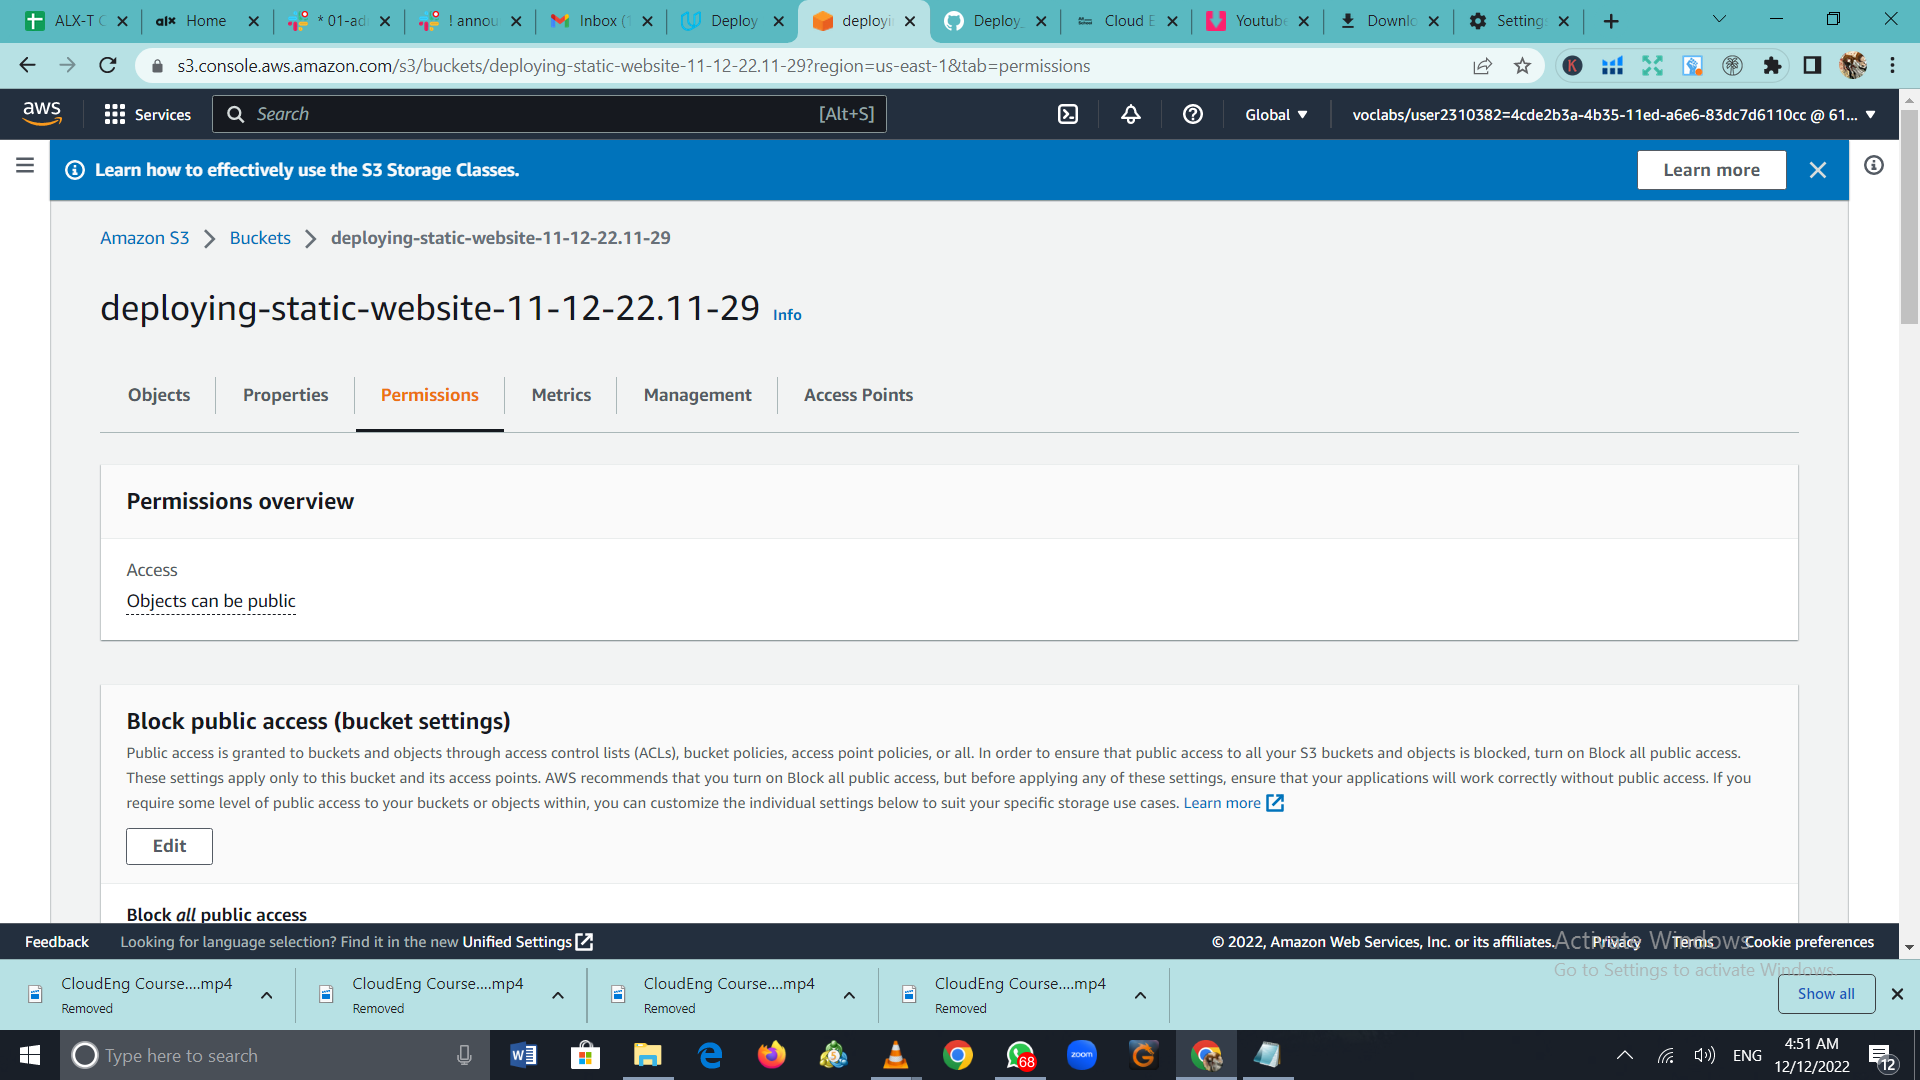 ALX-T C
alx Home
* 01-ad
! annou
Inbox (1
Deploy
deployi
Deploy_
Cloud E
Youtube
Downlo
Setting
s3.console.aws.amazon.com/s3/buckets/deploying-static-website-11-12-22.11-29?region=us-east-1&tab=permissions
K
aws
Services
Search
[Alt+S]
Global
voclabs/user2310382=4cde2b3a-4b35-11ed-a6e6-83dc7d6110cc @ 61...
Learn how to effectively use the S3 Storage Classes.
Learn more
Amazon S3 > Buckets > deploying-static-website-11-12-22.11-29
deploying-static-website-11-12-22.11-29 Info
Objects
Properties
Permissions
Metrics
Management
Access Points
Permissions overview
Access
Objects can be public
Block public access (bucket settings)
Public access is granted to buckets and objects through access control lists (ACLs), bucket policies, access point policies, or all. In order to ensure that public access to all your S3 buckets and objects is blocked, turn on Block all public access.
These settings apply only to this bucket and its access points. AWS recommends that you turn on Block all public access, but before applying any of these settings, ensure that your applications will work correctly without public access. If you
require some level of public access to your buckets or objects within, you can customize the individual settings below to suit your specific storage use cases. Learn more
Edit
Block all public access
Feedback
Looking for language selection? Find it in the new Unified Settings
© 2022, Amazon Web Services, Inc. or its affiliates.
Privacy
Terms
Cookie preferences
Activate Windows
Go to Settings to activate Windows.
CloudEng Course....mp4
Removed
CloudEng Course....mp4
Removed
CloudEng Course....mp4
Removed
CloudEng Course....mp4
Removed
Show all
Type here to search
W
68
zoom
ENG
4:51 AM
12/12/2022
12